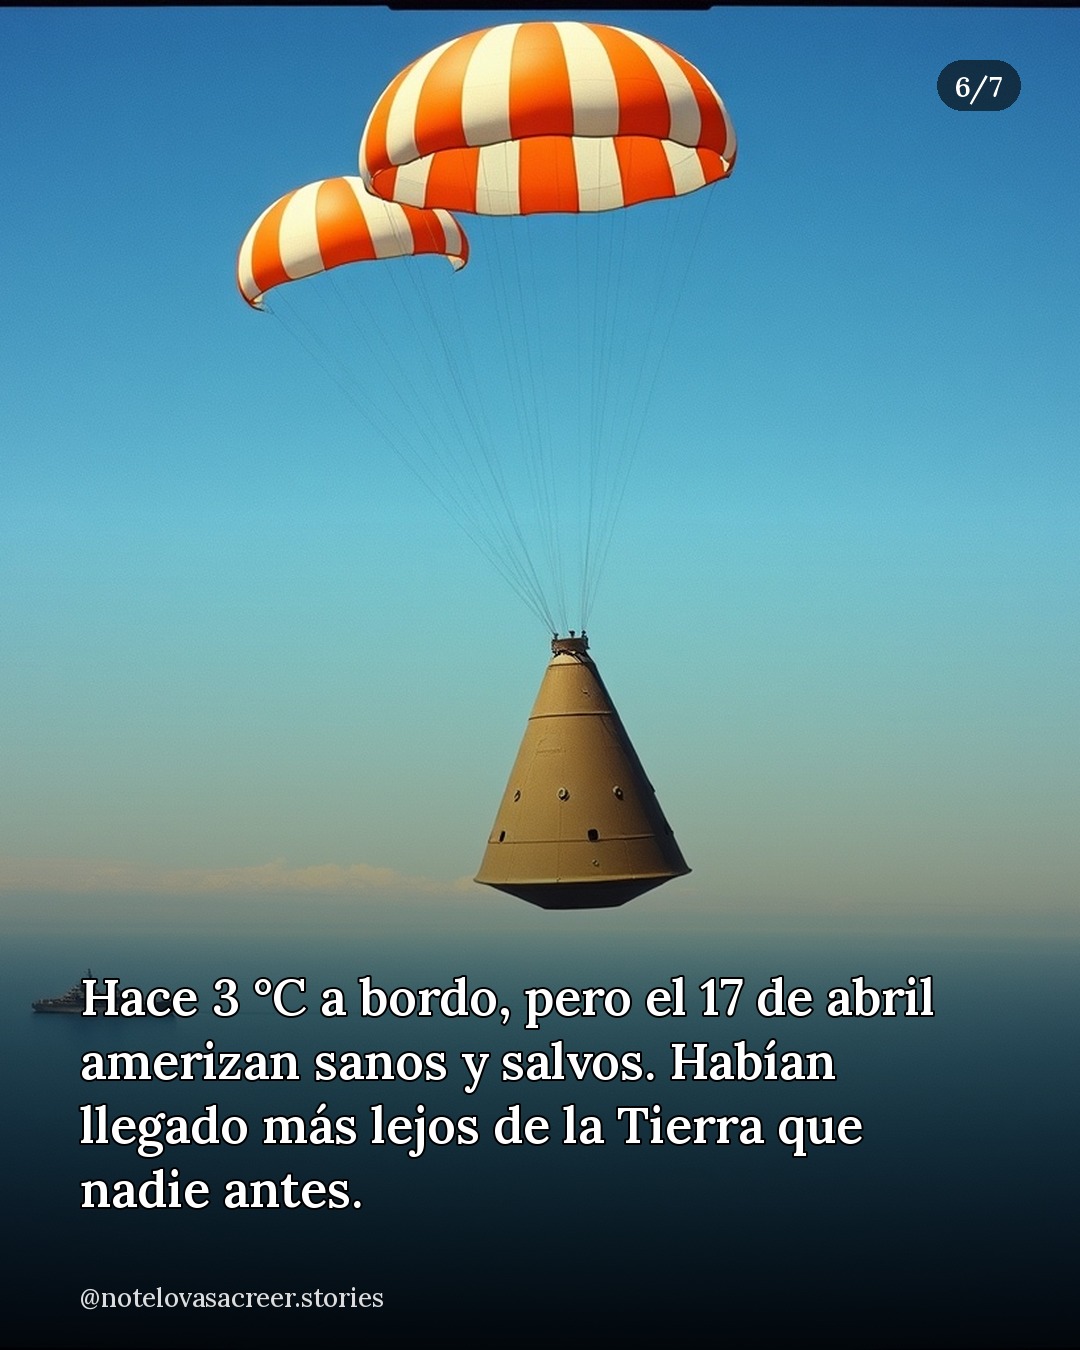 6/7
Hace 3 °C a bordo, pero el 17 de abril
amerizan sanos y salvos. Habían
llegado más lejos de la Tierra que
nadie antes.
@notelovasacreer.stories